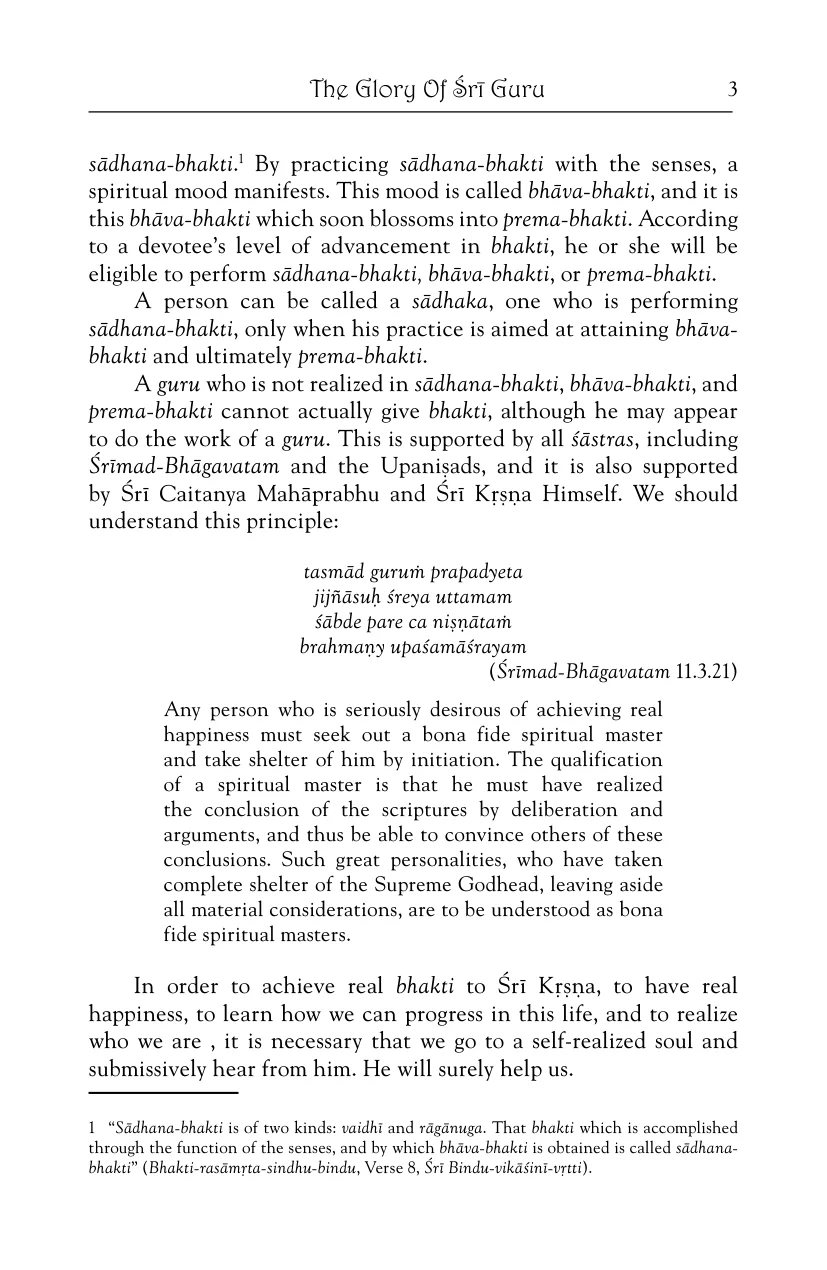 The Glory Of Śrī Guru 3
sādhana-bhakti.1 By practicing sādhana-bhakti with the senses, a
spiritual mood manifests. This mood is called bhāva-bhakti, and it is
this bhāva-bhakti which soon blossoms into prema-bhakti. According
to a devotee's level of advancement in bhakti, he or she will be
eligible to perform sādhana-bhakti, bhāva-bhakti, or prema-bhakti.
A person can be called a sādhaka, one who is performing
sādhana-bhakti, only when his practice is aimed at attaining bhāva-
bhakti and ultimately prema-bhakti.
A guru who is not realized in sādhana-bhakti, bhāva-bhakti, and
prema-bhakti cannot actually give bhakti, although he may appear
to do the work of a guru. This is supported by all śāstras, including
Śrīmad-Bhāgavatam and the Upaniṣads, and it is also supported
by Śrī Caitanya Mahāprabhu and Śrī Kṛṣṇa Himself. We should
understand this principle:
tasmād guruṁ prapadyeta
jijñāsuḥ śreya uttamam
śābde pare ca niṣṇātaṁ
brahmaṇy upaśamāśrayam
(Śrīmad-Bhāgavatam 11.3.21)
Any person who is seriously desirous of achieving real
happiness must seek out a bona fide spiritual master
and take shelter of him by initiation. The qualification
of a spiritual master is that he must have realized
the conclusion of the scriptures by deliberation and
arguments, and thus be able to convince others of these
conclusions. Such great personalities, who have taken
complete shelter of the Supreme Godhead, leaving aside
all material considerations, are to be understood as bona
fide spiritual masters.
In order to achieve real bhakti to Śrī Kṛṣṇa, to have real
happiness, to learn how we can progress in this life, and to realize
who we are , it is necessary that we go to a self-realized soul and
submissively hear from him. He will surely help us.
1 "Sādhana-bhakti is of two kinds: vaidhī and rāgānuga. That bhakti which is accomplished
through the function of the senses, and by which bhāva-bhakti is obtained is called sādhana-
bhakti" (Bhakti-rasāmṛta-sindhu-bindu, Verse 8, Śrī Bindu-vikāśinī-vṛtti).